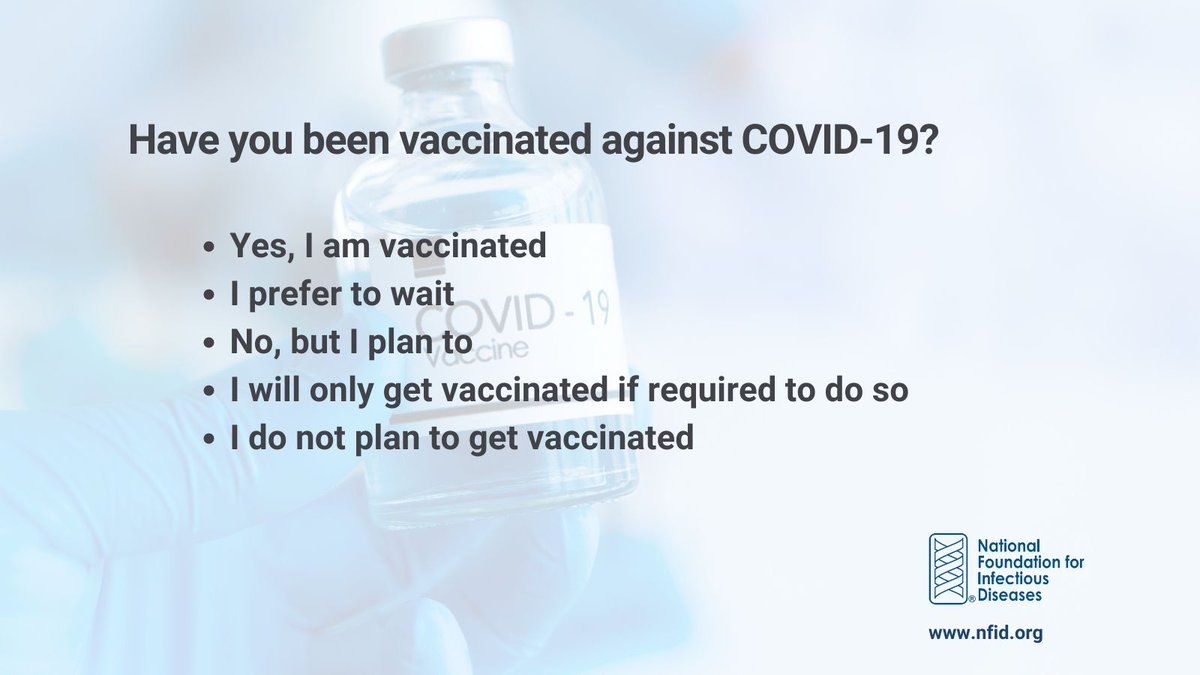 Have you been vaccinated against COVID-19?
• Yes, I am vaccinated
• I prefer to wait
• No, but I plan to
• I will only get vaccinated if required to do so
• I do not plan to get vaccinated
COVID - 19
vaccine
National
Foundation for
Infectious
Diseases
®
www.nfid.org